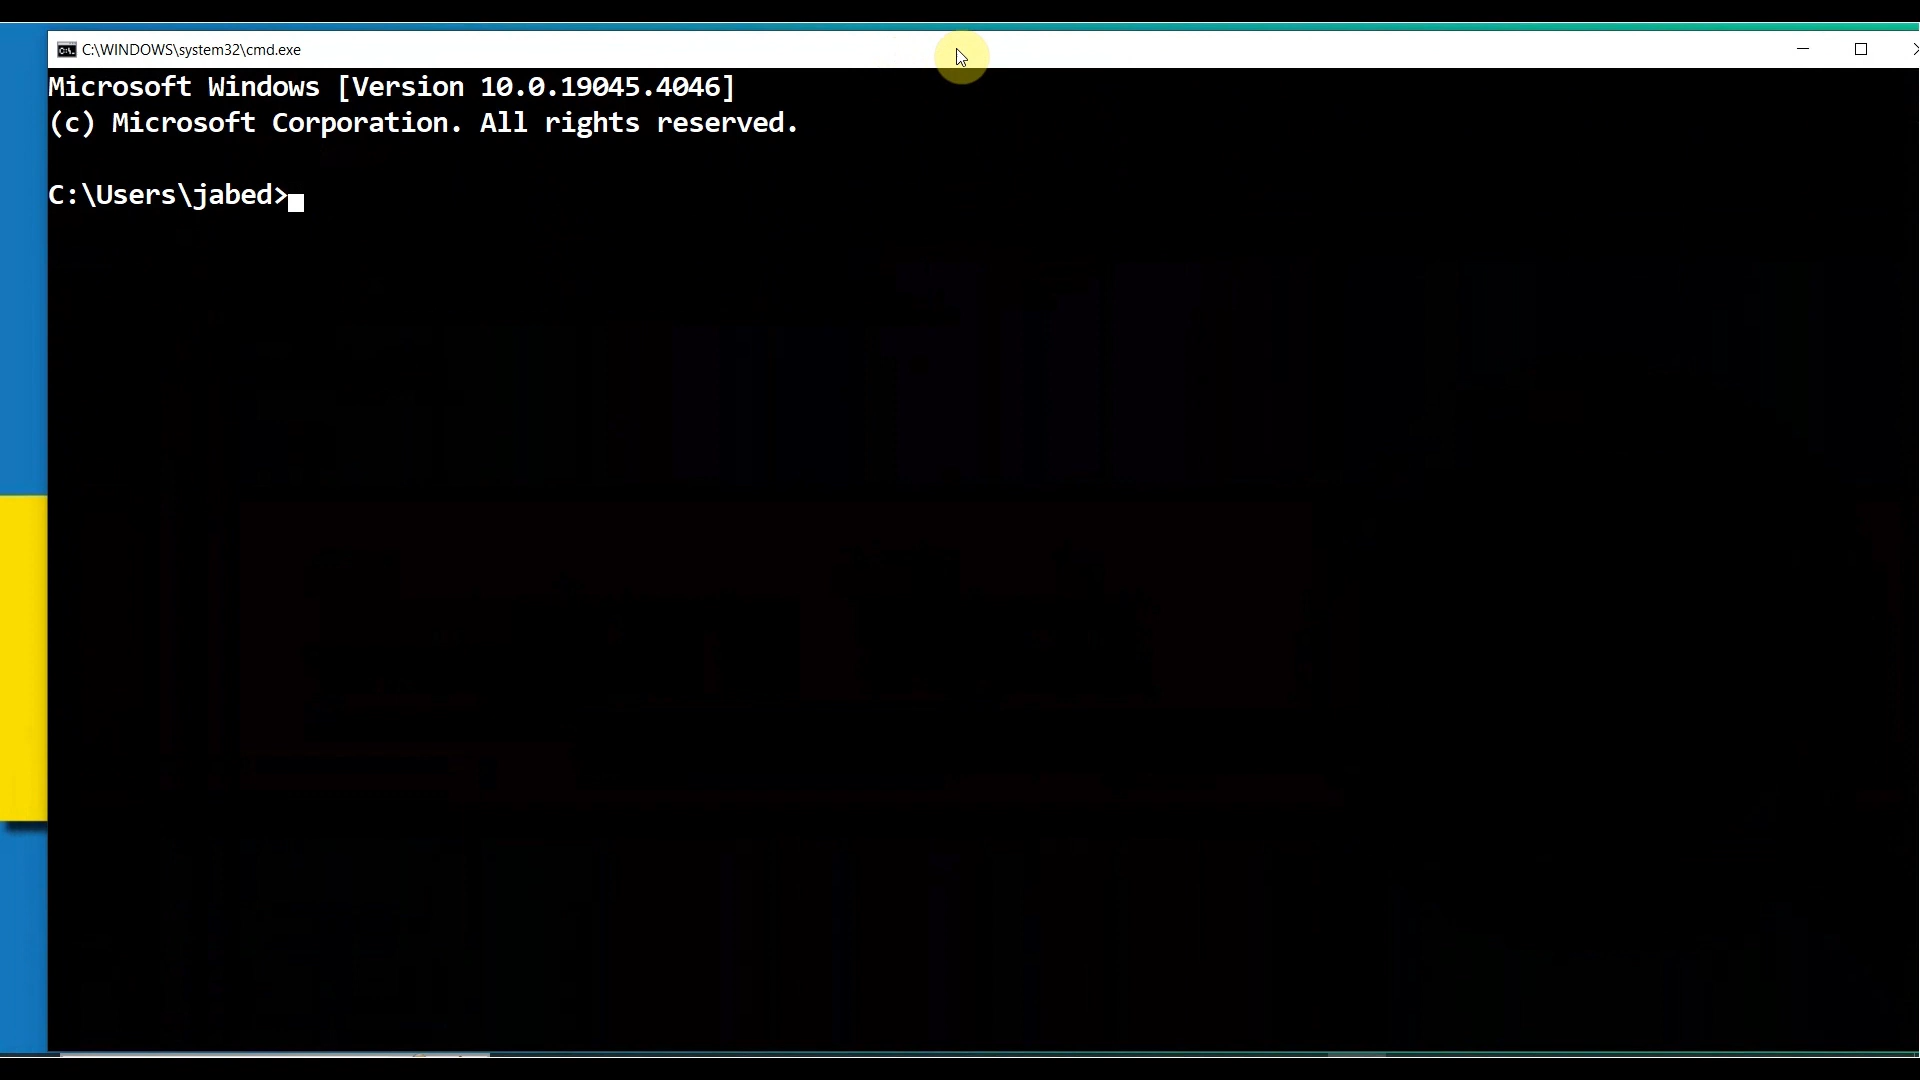 C:\WINDOWS\system32\cmd.exe
Microsoft Windows [Version 10.0.19045.4046]
(c) Microsoft Corporation. All rights reserved.
C:\Users\jabed>